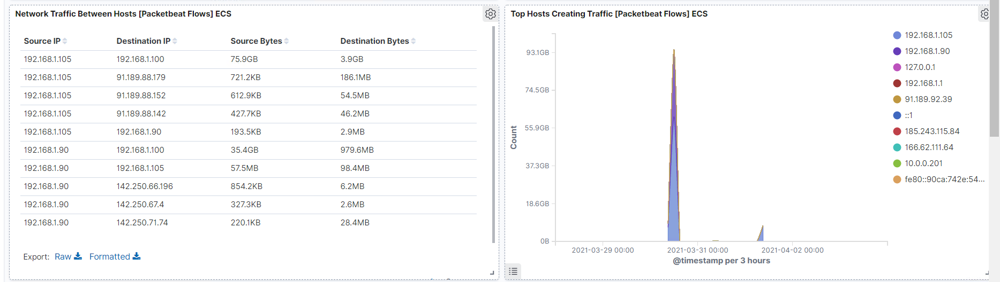 Network Traffic Between Hosts [Packetbeat Flows] ECS
Source IP Destination IP Source Bytes Destination Bytes
192.168.1.105 192.168.1.100 75.9GB 3.9GB
192.168.1.105 91.189.88.179 721.2KB 186.1MB
192.168.1.105 91.189.88.152 612.9KB 54.5MB
192.168.1.105 91.189.88.142 427.7KB 46.2MB
192.168.1.105 192.168.1.90 193.5KB 2.9MB
192.168.1.90 192.168.1.100 35.4GB 979.6MB
192.168.1.90 192.168.1.105 57.5MB 98.4MB
192.168.1.90 142.250.66.196 854.2KB 6.2MB
192.168.1.90 142.250.67.4 327.3KB 2.6MB
192.168.1.90 142.250.71.74 220.1KB 28.4MB
Export: Raw Formatted
Top Hosts Creating Traffic [Packetbeat Flows] ECS
Count
93.1GB
74.5GB
55.9GB
37.3GB
18.6GB
0B
2021-03-29 00:00 2021-03-31 00:00 2021-04-02 00:00
@timestamp per 3 hours
192.168.1.105
192.168.1.90
127.0.0.1
192.168.1.1
91.189.92.39
::1
185.243.115.84
166.62.111.64
10.0.0.201
fe80::90ca:742e:54...